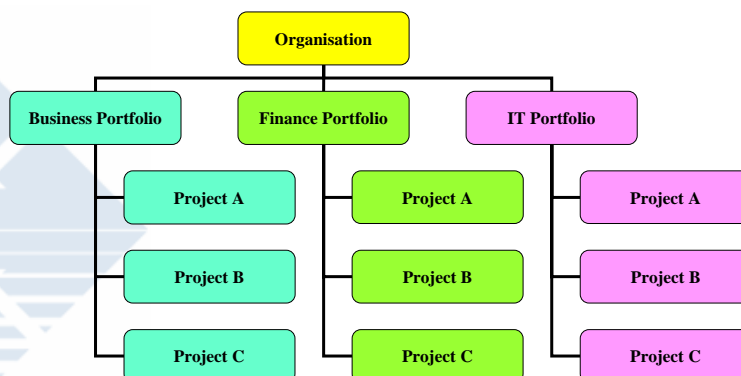 Organisation
Business Portfolio
Finance Portfolio
IT Portfolio
Project A
Project A
Project A
Project B
Project B
Project B
Project C
Project C
Project C